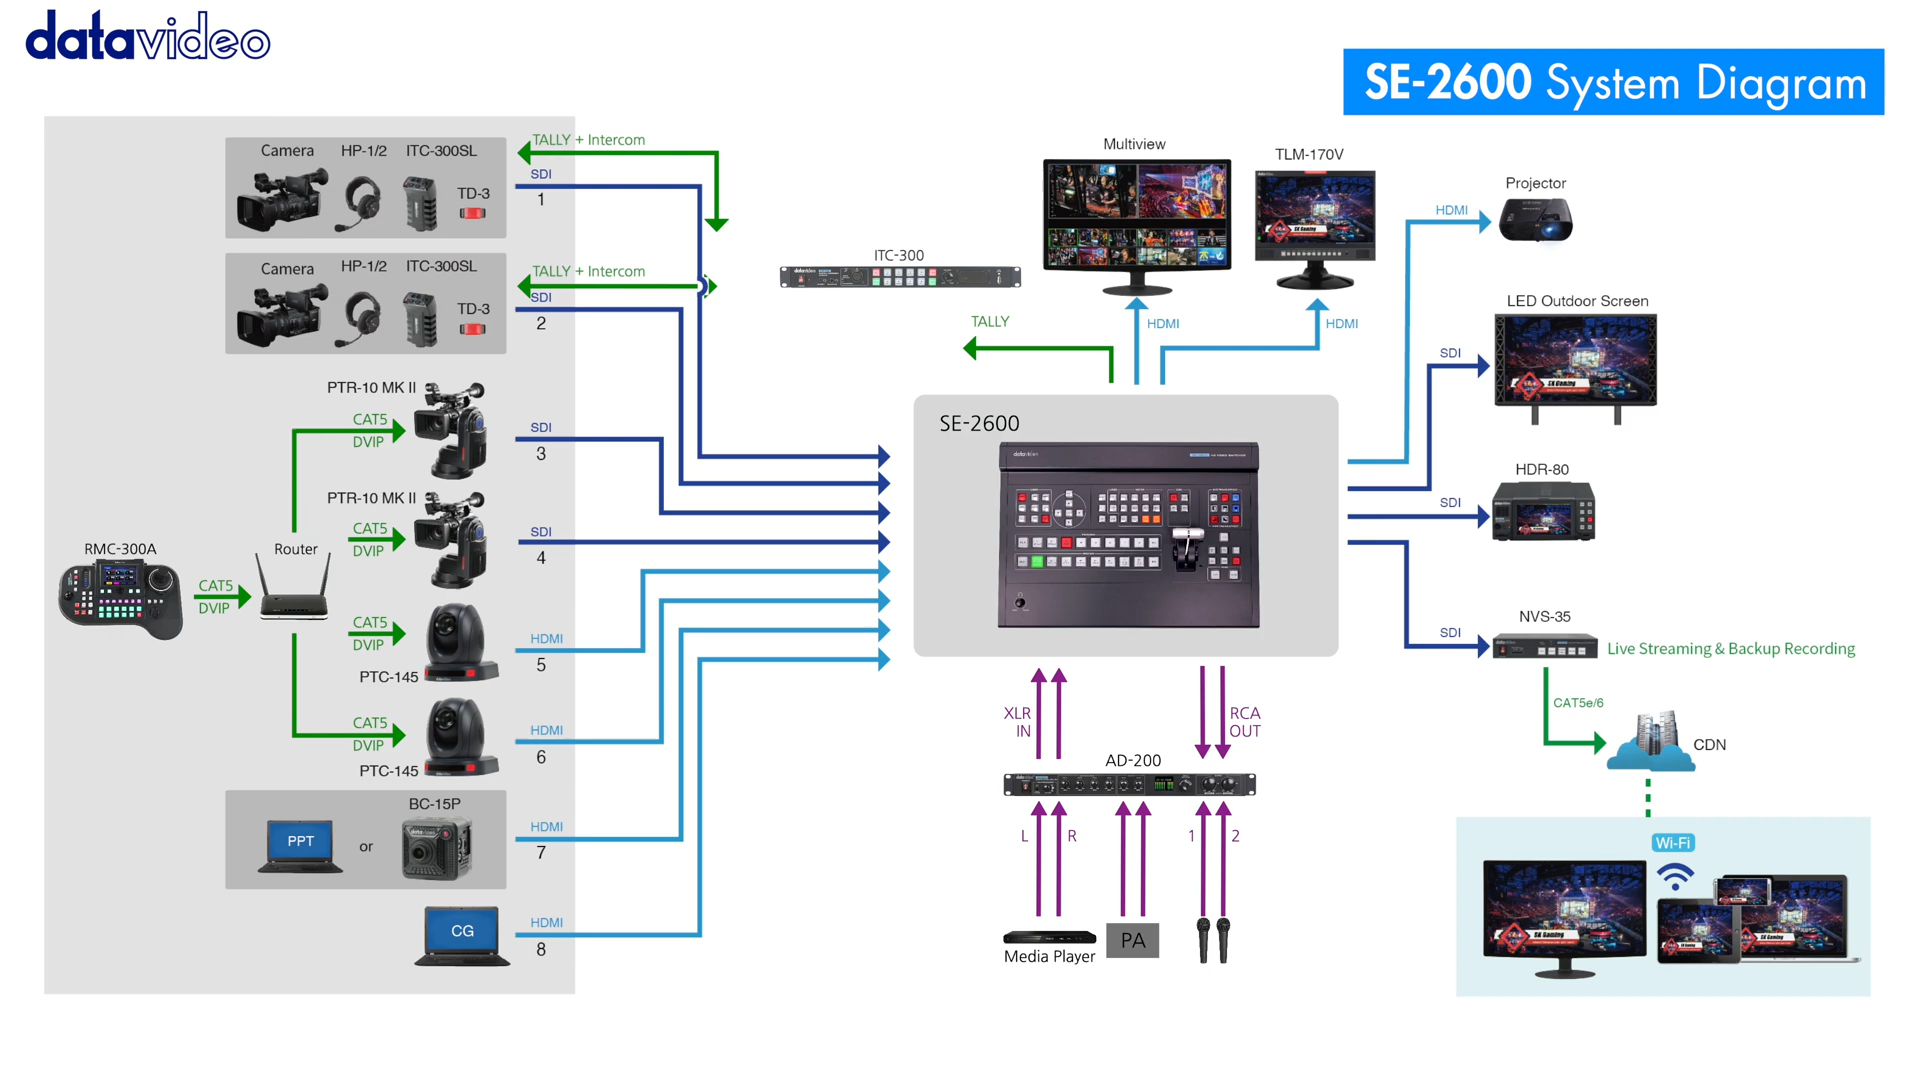 datavideo
SE-2600 System Diagram
Camera
HP-1/2
ITC-300SL
TD-3
TALLY + Intercom
SDI
1
Camera
HP-1/2
ITC-300SL
TD-3
TALLY + Intercom
SDI
2
PTR-10 MK II
CAT5
DVIP
SDI
3
PTR-10 MK II
CAT5
DVIP
SDI
4
RMC-300A
CAT5
DVIP
Router
CAT5
DVIP
PTC-145
HDMI
5
CAT5
DVIP
PTC-145
HDMI
6
PPT
or
BC-15P
HDMI
7
CG
HDMI
8
ITC-300
TALLY
Multiview
HDMI
TLM-170V
HDMI
SE-2600
datavideo
XLR
IN
RCA
OUT
AD-200
L
R
1
2
Media Player
PA
Projector
HDMI
LED Outdoor Screen
SDI
SK Gaming
HDR-80
SDI
NVS-35
SDI
Live Streaming & Backup Recording
CAT5e/6
CDN
Wi-Fi
SK Gaming